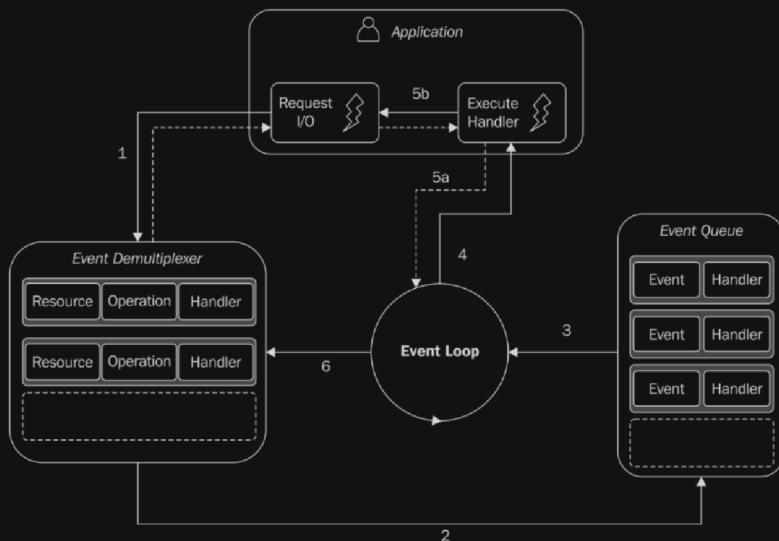 Application
Request
I/O
5b
Execute
Handler
1
5a
Event Demultiplexer
Resource Operation Handler
Resource Operation Handler
4
Event Loop
6
3
Event Queue
Event Handler
Event Handler
Event Handler
2